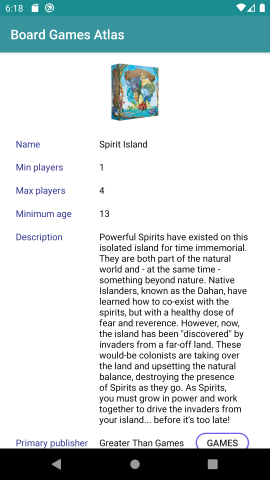 6:18
Board Games Atlas
Name Spirit Island
Min players 1
Max players 4
Minimum age 13
Description Powerful Spirits have existed on this
isolated island for time immemorial.
They are both part of the natural
world and - at the same time -
something beyond nature. Native
Islanders, known as the Dahan, have
learned how to co-exist with the
spirits, but with a healthy dose of
fear and reverence. However, now,
the island has been "discovered" by
invaders from a far-off land. These
would-be colonists are taking over
the land and upsetting the natural
balance, destroying the presence
of Spirits as they go. As Spirits,
you must grow in power and work
together to drive the invaders from
your island... before it's too late!
Primary publisher Greater Than Games GAMES